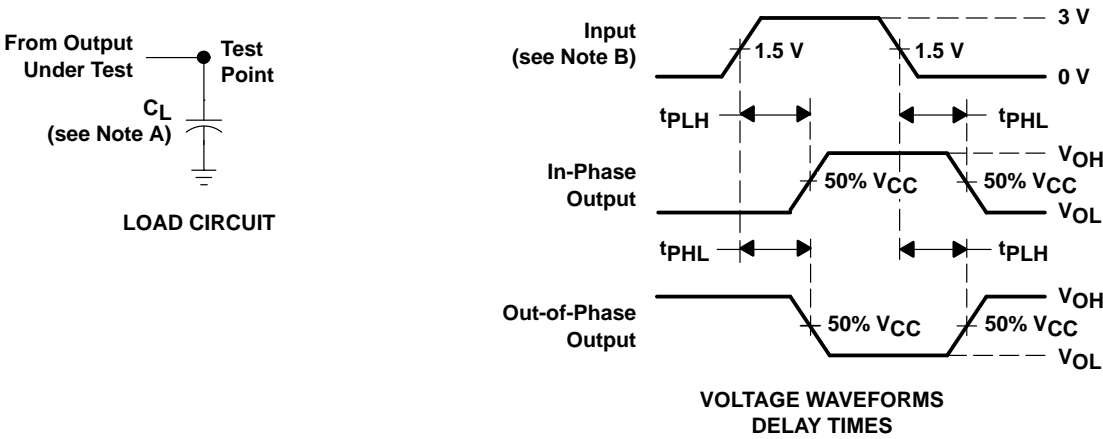 From Output
Under Test
Test
Point
CL
(see Note A)
LOAD CIRCUIT
Input
(see Note B)
1.5 V
1.5 V
3 V
0 V
tPLH
tPHL
In-Phase
Output
50% VCC
50% VCC
VOH
VOL
tPHL
tPLH
Out-of-Phase
Output
50% VCC
50% VCC
VOH
VOL
VOLTAGE WAVEFORMS
DELAY TIMES